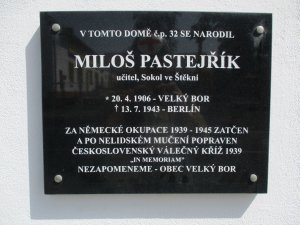 V TOMTO DOMĚ č.p. 32 SE NARODIL
MILOŠ PASTEJŘÍK
učitel, Sokol ve Štěkni
* 20. 4. 1906 - VELKÝ BOR
† 13. 7. 1943 - BERLÍN
ZA NĚMECKÉ OKUPACE 1939 - 1945 ZATČEN
A PO NELIDSKÉM MUČENÍ POPRAVEN
ČESKOSLOVENSKÝ VÁLEČNÝ KŘÍŽ 1939
„IN MEMORIAM"
NEZAPOMENEME - OBEC VELKÝ BOR